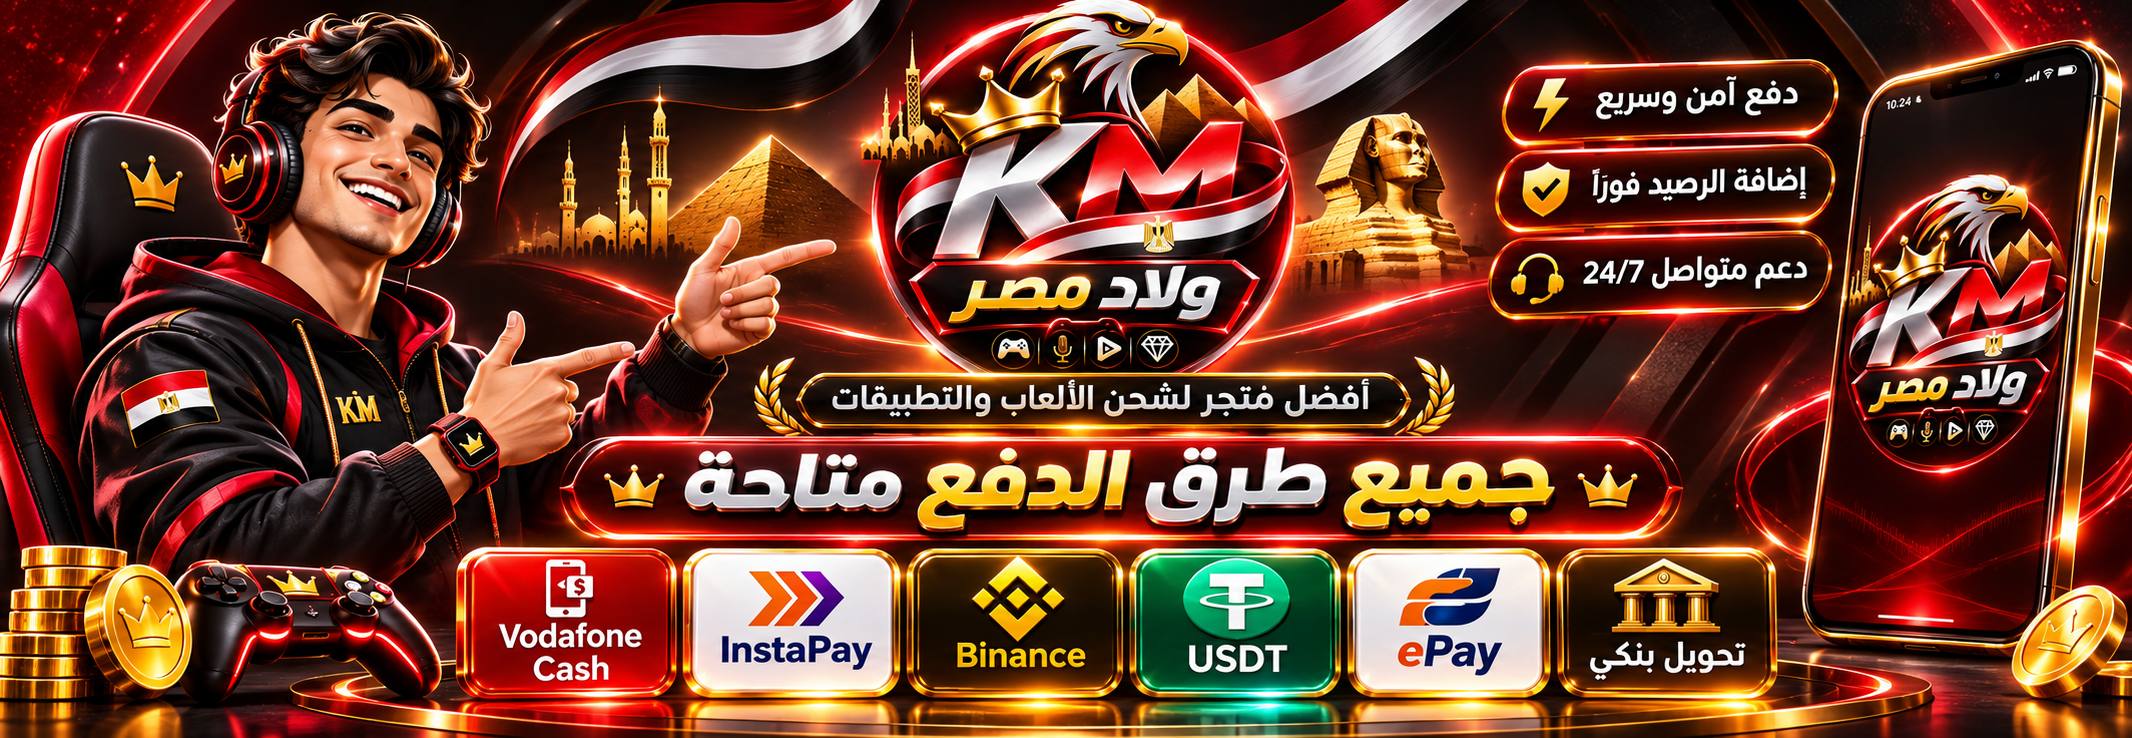 KM
ولاد مصر
دفع آمن وسريع
إضافة الرصيد فورًا
دعم متواصل 24/7
10:24
KM
ولاد مصر
KM
أفضل متجر لشحن الألعاب والتطبيقات
جميع طرق الدفع متاحة
Vodafone Cash
InstaPay
Binance
USDT
ePay
تحويل بنكي